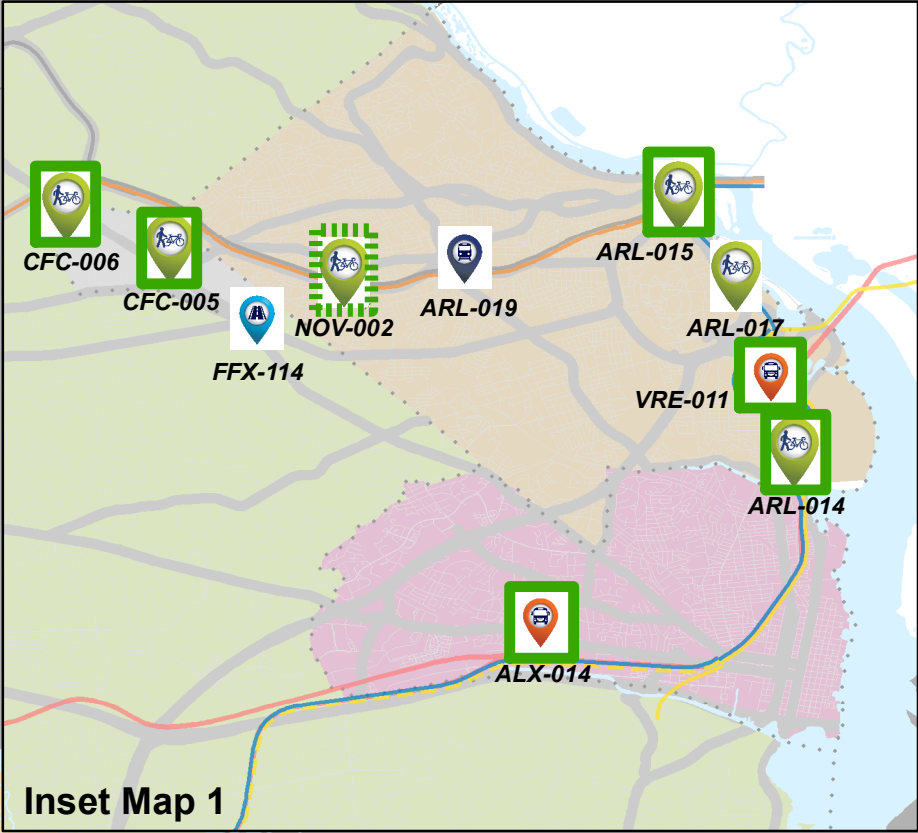 ARL-015
CFC-006
CFC-005
ARL-019
NOV-002
ARL-017
FFX-114
VRE-011
ARL-014
ALX-014
Inset Map 1